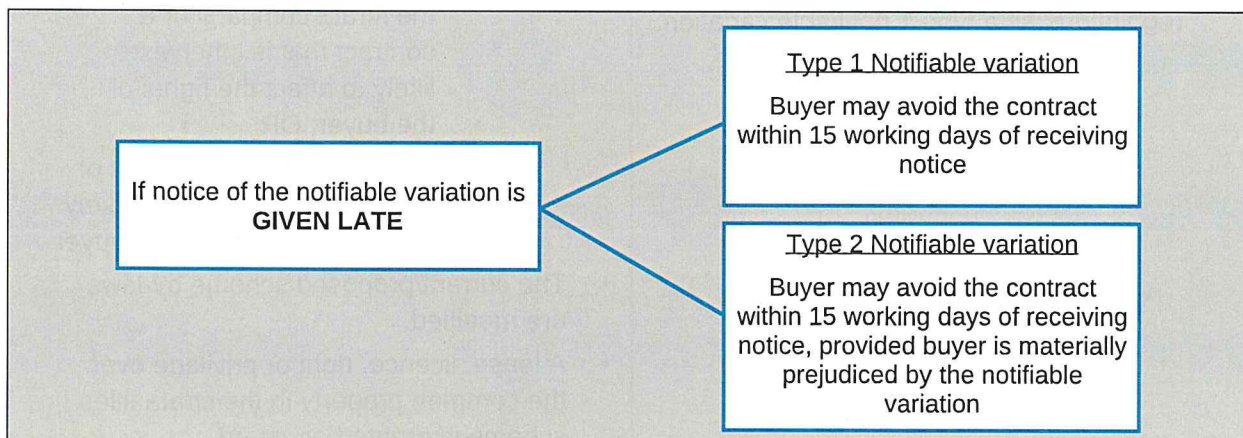 If notice of the notifiable variation is
GIVEN LATE
Type 1 Notifiable variation
Buyer may avoid the contract
within 15 working days of receiving
notice
Type 2 Notifiable variation
Buyer may avoid the contract
within 15 working days of receiving
notice, provided buyer is materially
prejudiced by the notifiable
variation